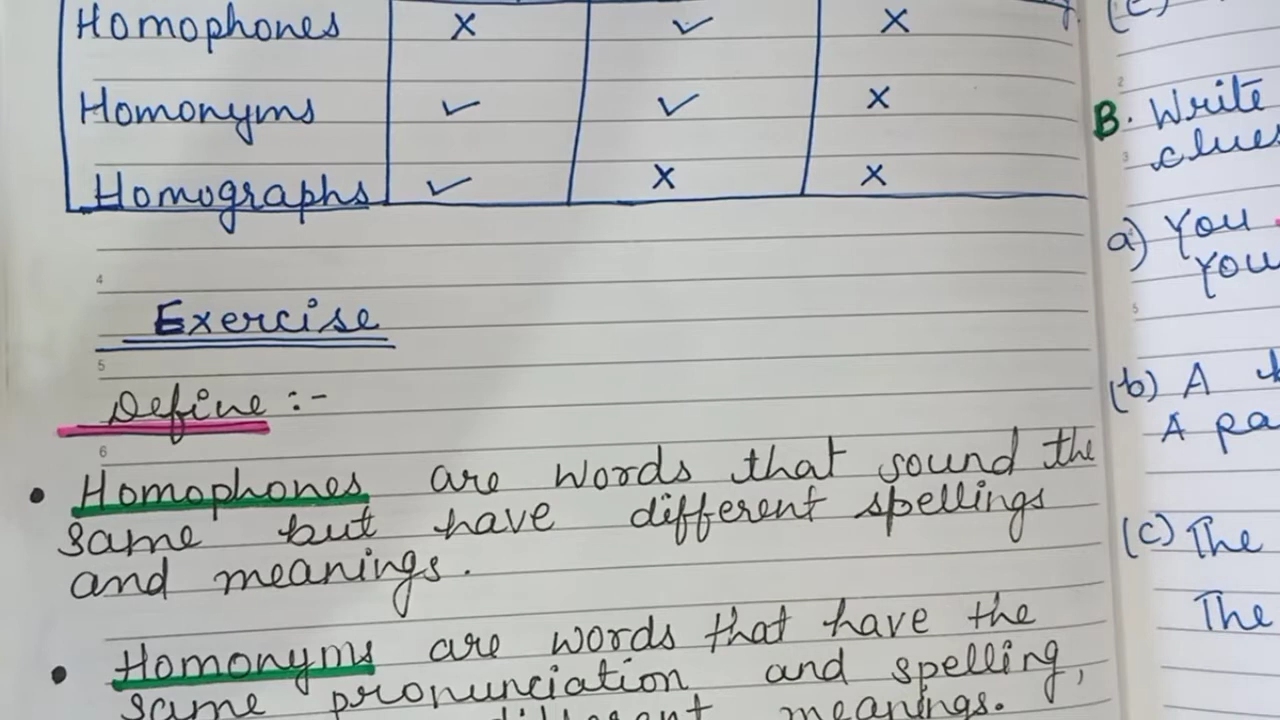 Homophones × ✓ ×
Homonyms ✓ ✓ ×
Homographs ✓ × ×
Exercise
Define :-
• Homophones are words that sound the
same but have different spellings
and meanings.
• Homonyms are words that have the
same pronunciation and spelling,
different meanings.
B. Write
clues
a) You
You
(b) A
A
(c) The
The